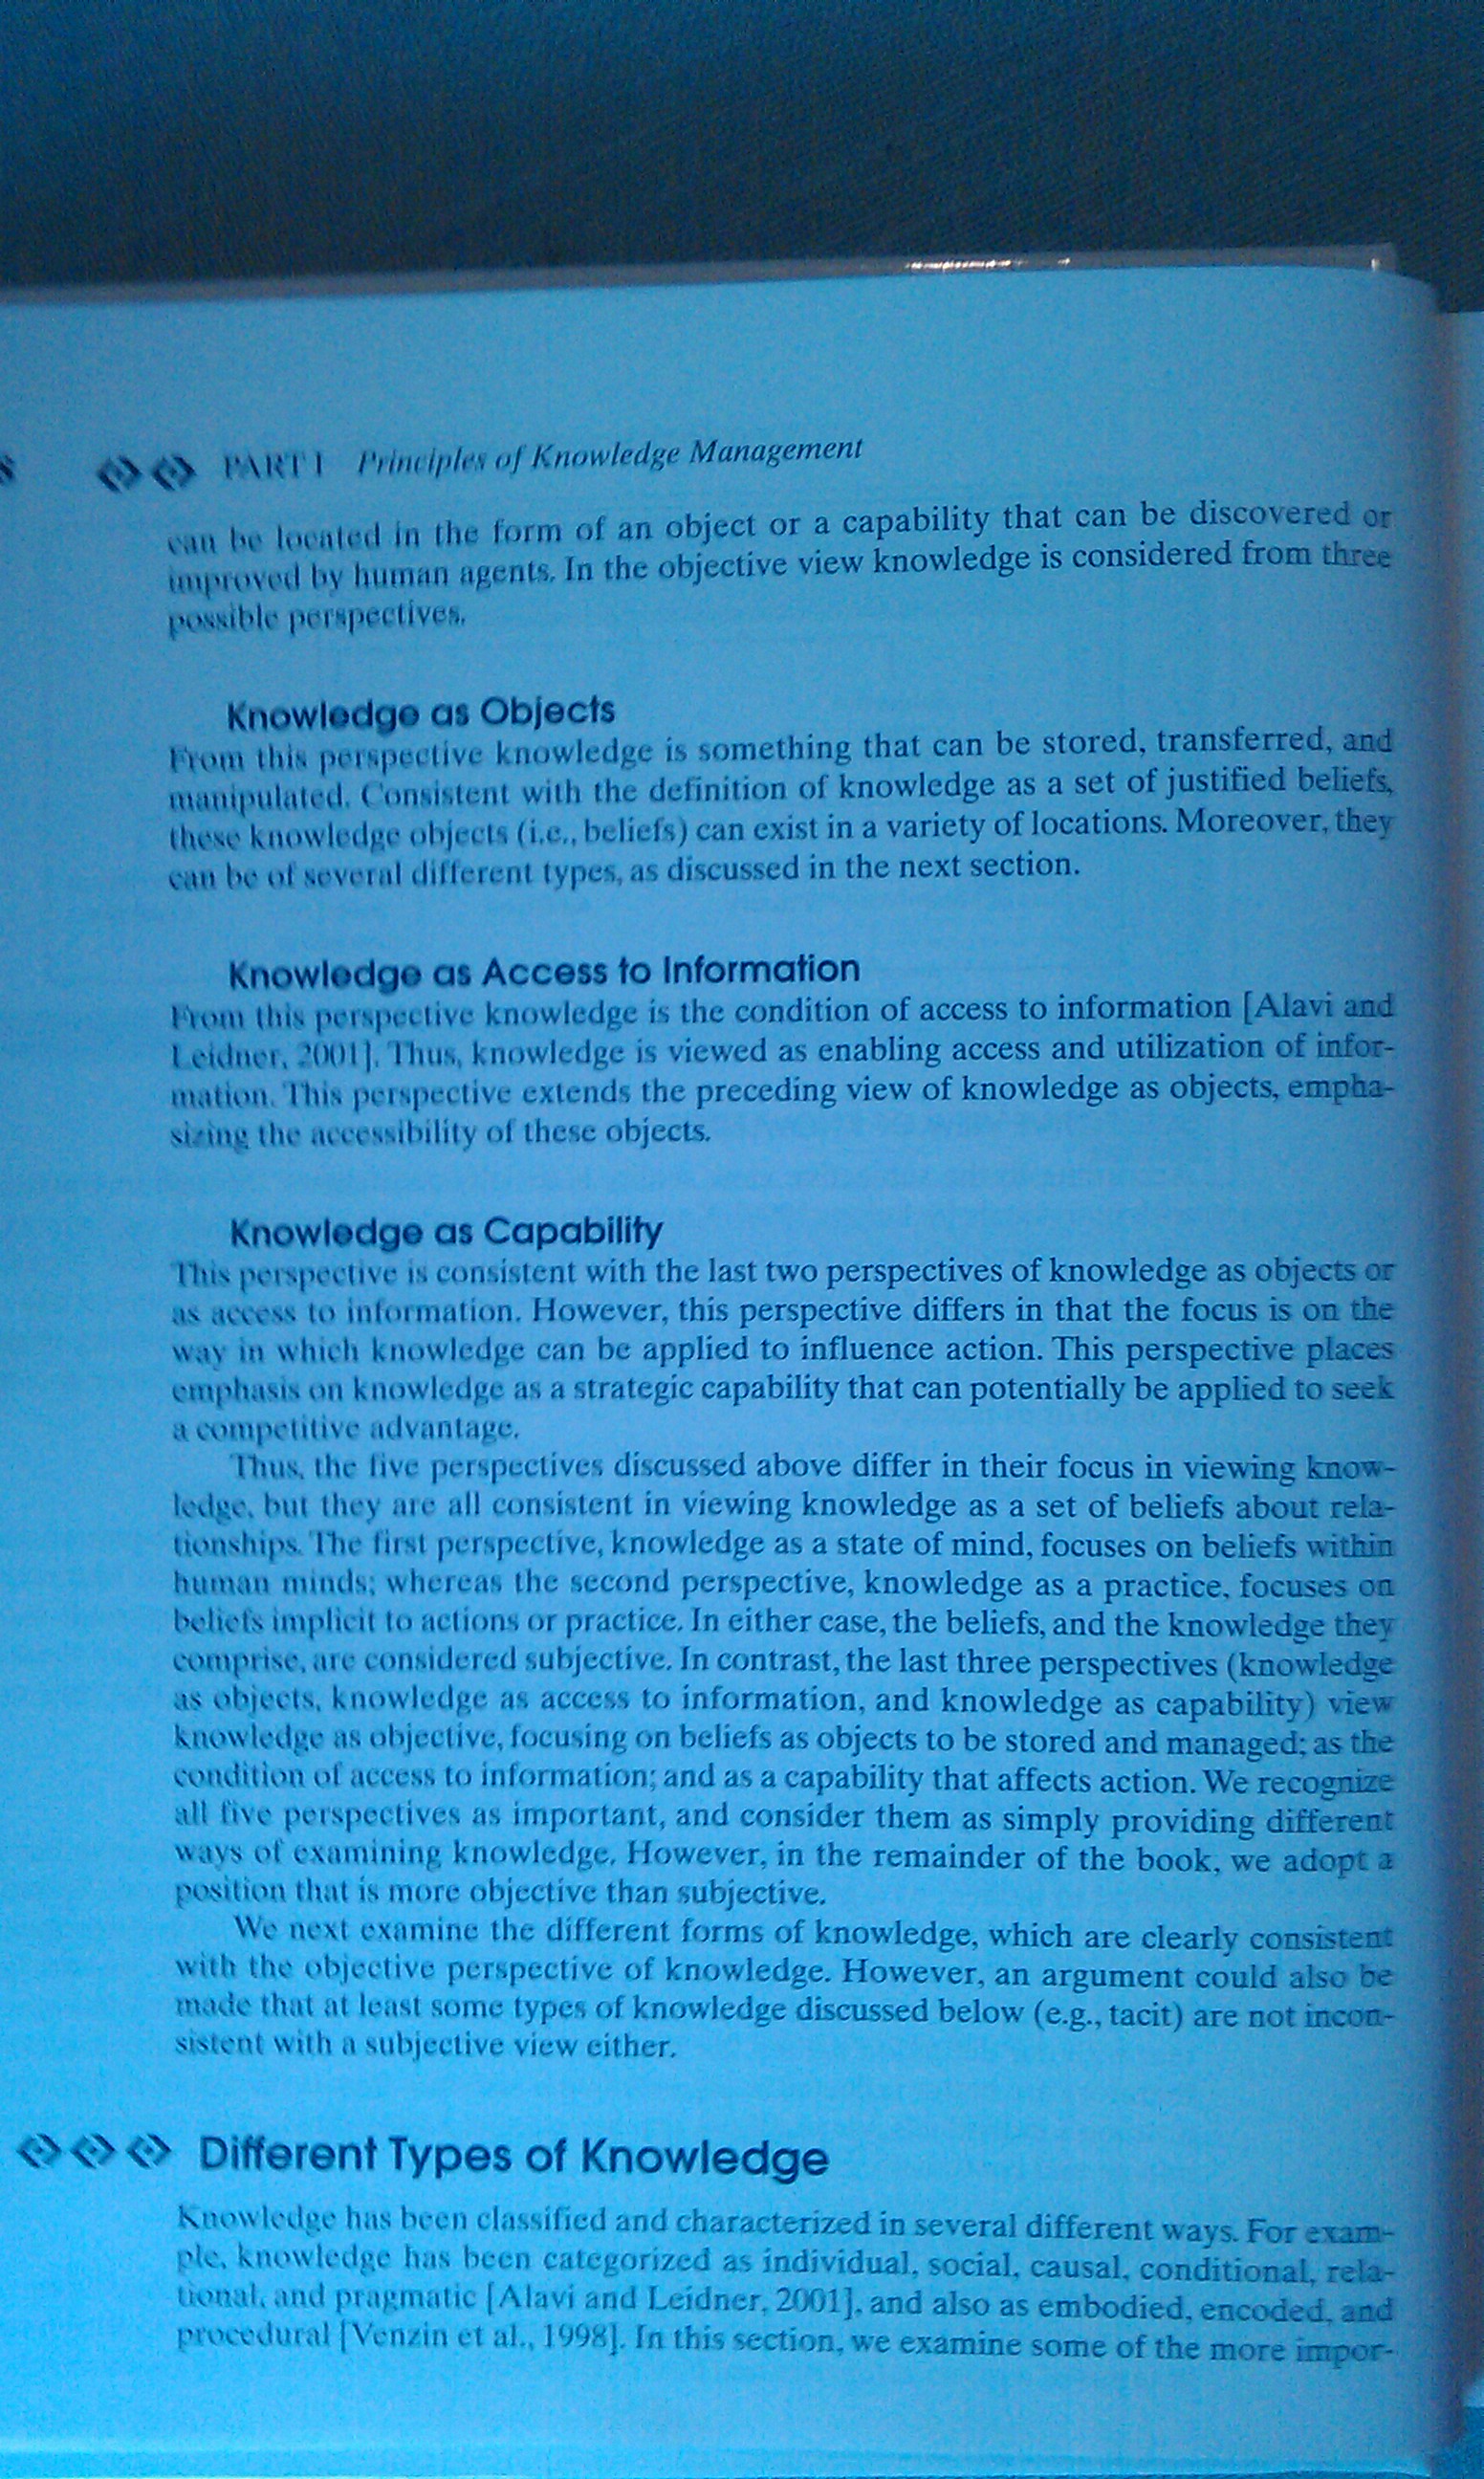 PART I Principles of Knowledge Management
can be located in the form of an object or a capability that can be discovered or
improved by human agents. In the objective view knowledge is considered from three
possible perspectives.
Knowledge as Objects
From this perspective knowledge is something that can be stored, transferred, and
manipulated. Consistent with the definition of knowledge as a set of justified beliefs,
these knowledge objects (i.e., beliefs) can exist in a variety of locations. Moreover, they
can be of several different types, as discussed in the next section.
Knowledge as Access to Information
From this perspective knowledge is the condition of access to information [Alavi and
Leidner, 2001]. Thus, knowledge is viewed as enabling access and utilization of infor-
mation. This perspective extends the preceding view of knowledge as objects, empha-
sizing the accessibility of these objects.
Knowledge as Capability
This perspective is consistent with the last two perspectives of knowledge as objects or
as access to information. However, this perspective differs in that the focus is on the
way in which knowledge can be applied to influence action. This perspective places
emphasis on knowledge as a strategic capability that can potentially be applied to seek
a competitive advantage.
Thus, the five perspectives discussed above differ in their focus in viewing know-
ledge, but they are all consistent in viewing knowledge as a set of beliefs about rela-
tionships. The first perspective, knowledge as a state of mind, focuses on beliefs within
human minds; whereas the second perspective, knowledge as a practice, focuses on
beliefs implicit to actions or practice. In either case, the beliefs, and the knowledge they
comprise, are considered subjective. In contrast, the last three perspectives (knowledge
as objects, knowledge as access to information, and knowledge as capability) view
knowledge as objective, focusing on beliefs as objects to be stored and managed; as the
condition of access to information; and as a capability that affects action. We recognize
all five perspectives as important, and consider them as simply providing different
ways of examining knowledge. However, in the remainder of the book, we adopt a
position that is more objective than subjective.
We next examine the different forms of knowledge, which are clearly consistent
with the objective perspective of knowledge. However, an argument could also be
made that at least some types of knowledge discussed below (e.g., tacit) are not incon-
sistent with a subjective view either.
Different Types of Knowledge
Knowledge has been classified and characterized in several different ways. For exam-
ple, knowledge has been categorized as individual, social, causal, conditional, rela-
tional, and pragmatic [Alavi and Leidner, 2001], and also as embodied, encoded, and
procedural [Venzin et al., 1998]. In this section, we examine some of the more impor-